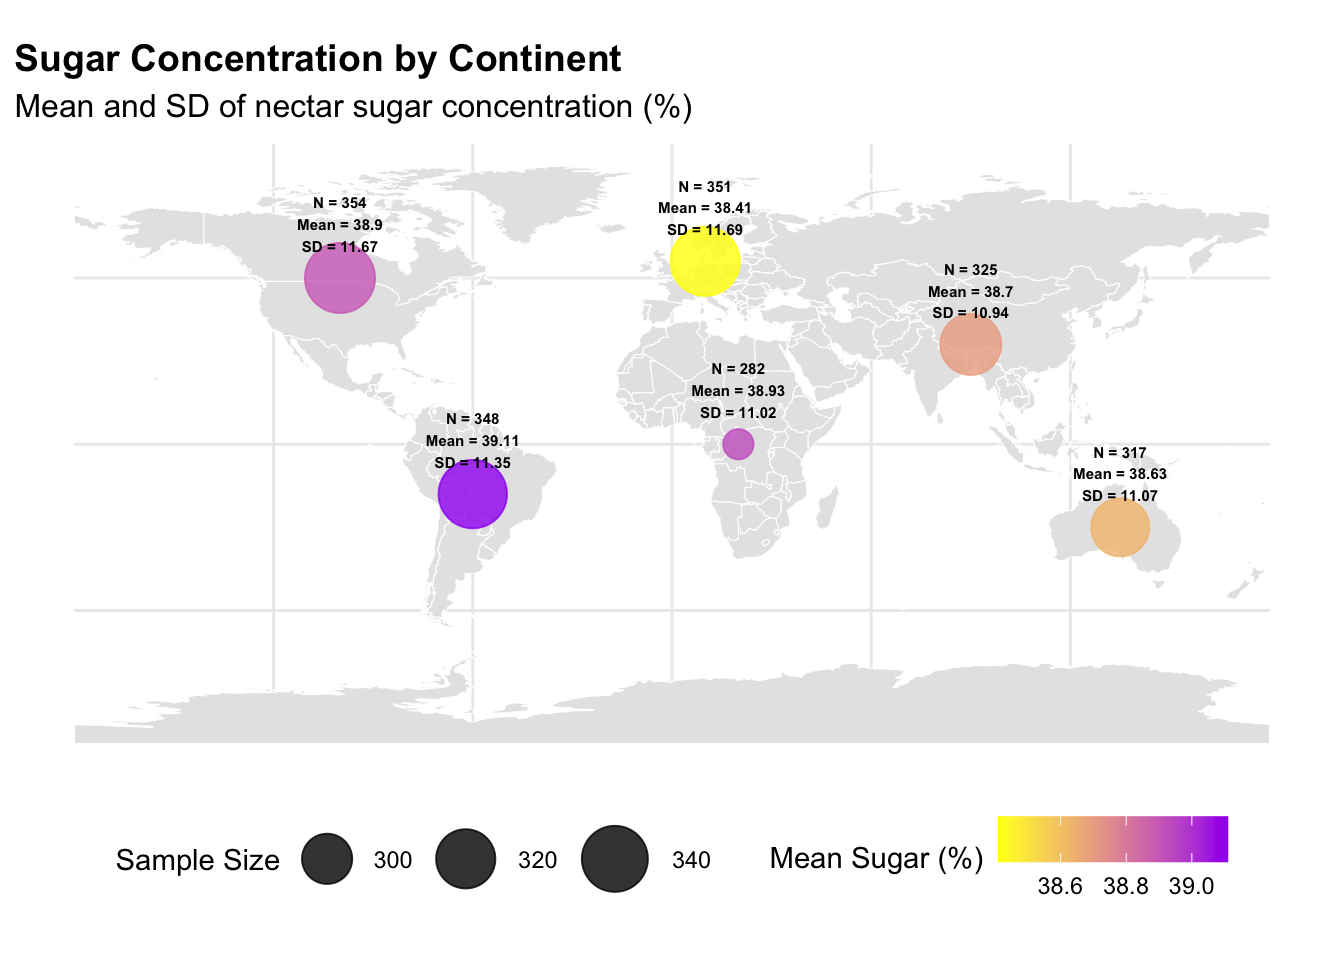 Sugar Concentration by Continent
Mean and SD of nectar sugar concentration (%)
N = 351
Mean = 38.41
SD = 11.69
N = 354
Mean = 38.9
SD = 11.67
N = 325
Mean = 38.7
SD = 10.94
N = 282
Mean = 38.93
SD = 11.02
N = 348
Mean = 39.11
SD = 11.35
N = 317
Mean = 38.63
SD = 11.07
Sample Size
300
320
340
Mean Sugar (%)
38.6
38.8
39.0